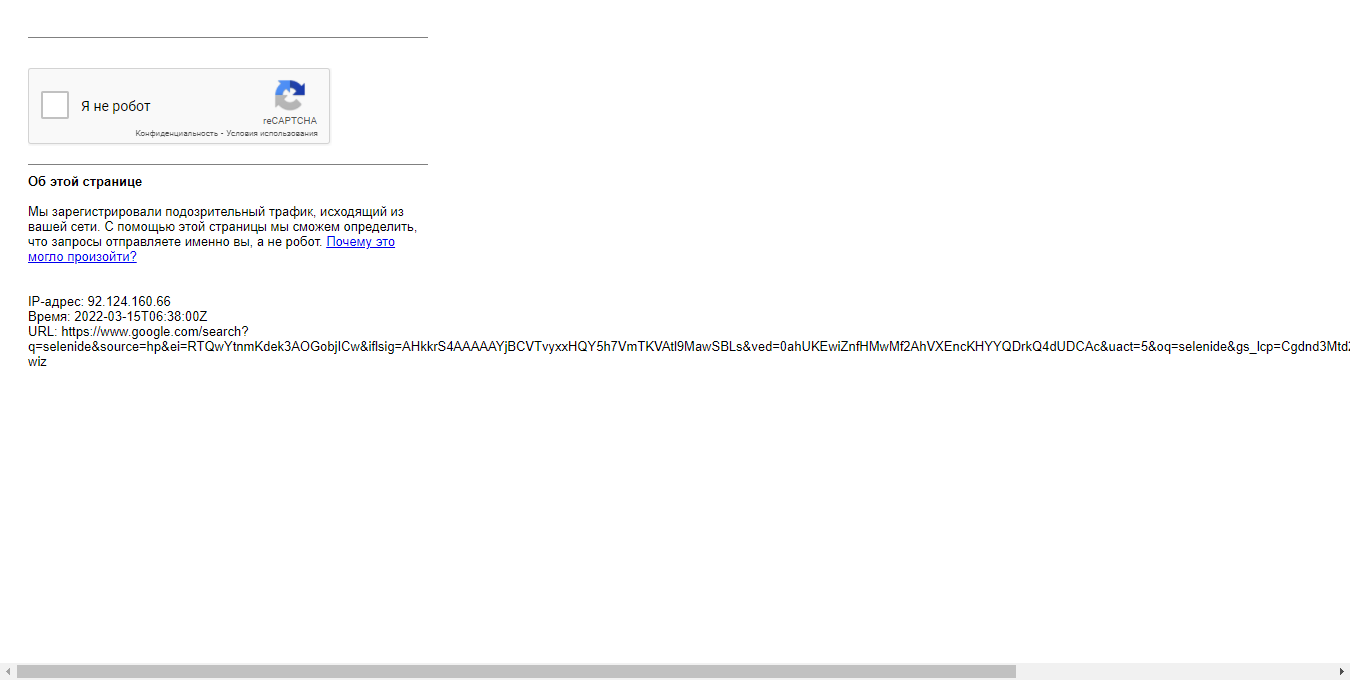 Я не робот
reCAPTCHA
Конфиденциальность - Условия использования
Об этой странице
Мы зарегистрировали подозрительный трафик, исходящий из
вашей сети. С помощью этой страницы мы сможем определить,
что запросы отправляете именно вы, а не робот. Почему это
могло произойти?
IP-адрес: 92.124.160.66
Время: 2022-03-15T06:38:00Z
URL: https://www.google.com/search?
q=selenide&source=hp&ei=RTQwYtnmKdek3AOGobjICw&iflsig=AHkkrS4AAAAAYjBCVTvyxxHQY5h7VmTKVAtl9MawSBLs&ved=0ahUKEwiZnfHMwMf2AhVXEncKHYYQDrkQ4dUDCAc&uact=5&oq=selenide&gs_lcp=Cgdnd3Mtd2
wiz